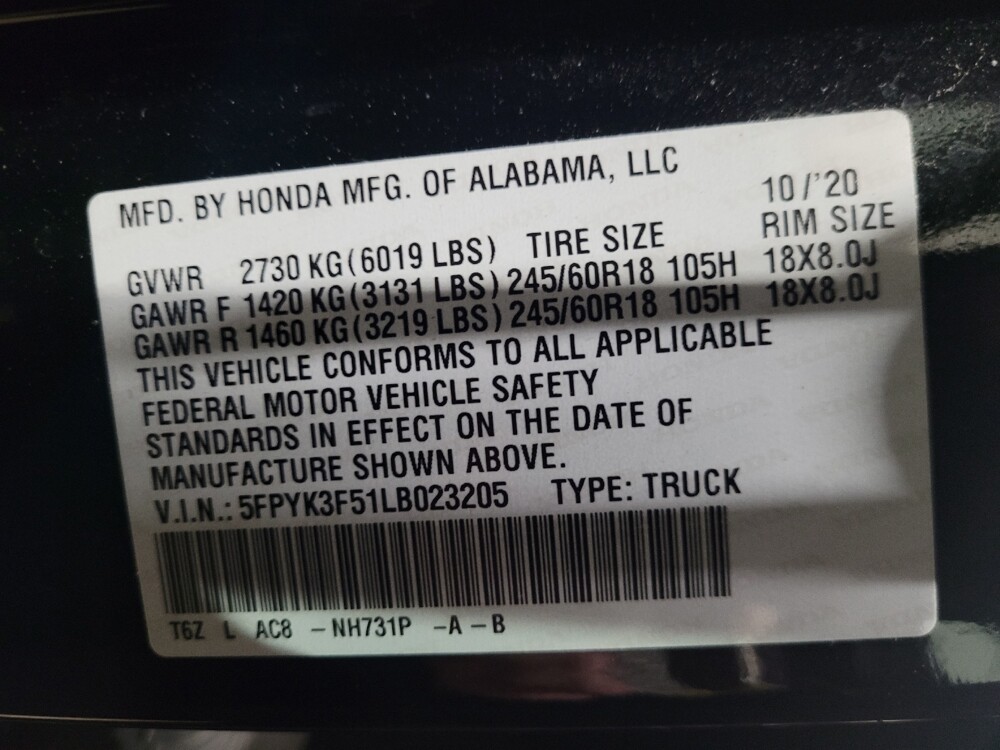 MFD. BY HONDA MFG. OF ALABAMA, LLC
10/'20
GVWR 2730 KG(6019 LBS) TIRE SIZE RIM SIZE
GAWR F 1420 KG(3131 LBS) 245/60R18 105H 18X8.0J
GAWR R 1460 KG(3219 LBS) 245/60R18 105H 18X8.0J
THIS VEHICLE CONFORMS TO ALL APPLICABLE
FEDERAL MOTOR VEHICLE SAFETY
STANDARDS IN EFFECT ON THE DATE OF
MANUFACTURE SHOWN ABOVE.
V.I.N.: 5FPYK3F51LB023205 TYPE: TRUCK
T6Z L AC8 -NH731P -A -B